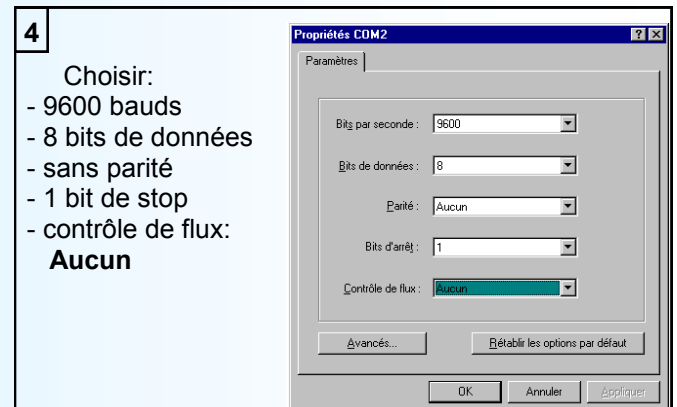 4
Choisir:
- 9600 bauds
- 8 bits de données
- sans parité
- 1 bit de stop
- contrôle de flux:
Aucun
Propriétés COM2
Paramètres
Bits par seconde : 9600
Bits de données : 8
Parité : Aucun
Bits d'arrêt : 1
Contrôle de flux : Aucun
Avancés...
Rétablir les options par défaut
OK
Annuler
Appliquer